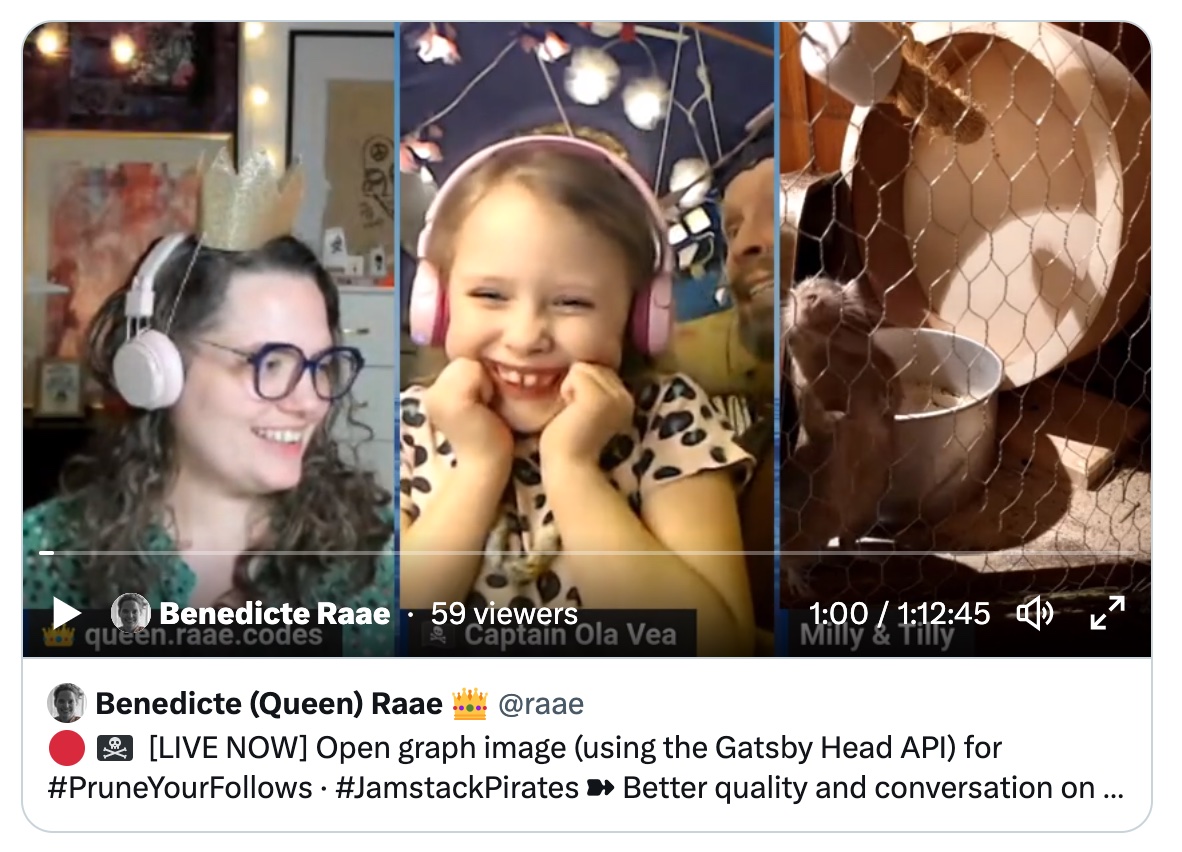 Benedicte Raae · 59 viewers
1:00 / 1:12:45
👑 queen.raae.codes
Captain Ola Vea
Milly & Tilly
Benedicte (Queen) Raae 👑 @raae
🔴 🏴‍☠️ [LIVE NOW] Open graph image (using the Gatsby Head API) for
#PruneYourFollows · #JamstackPirates ➽ Better quality and conversation on ...